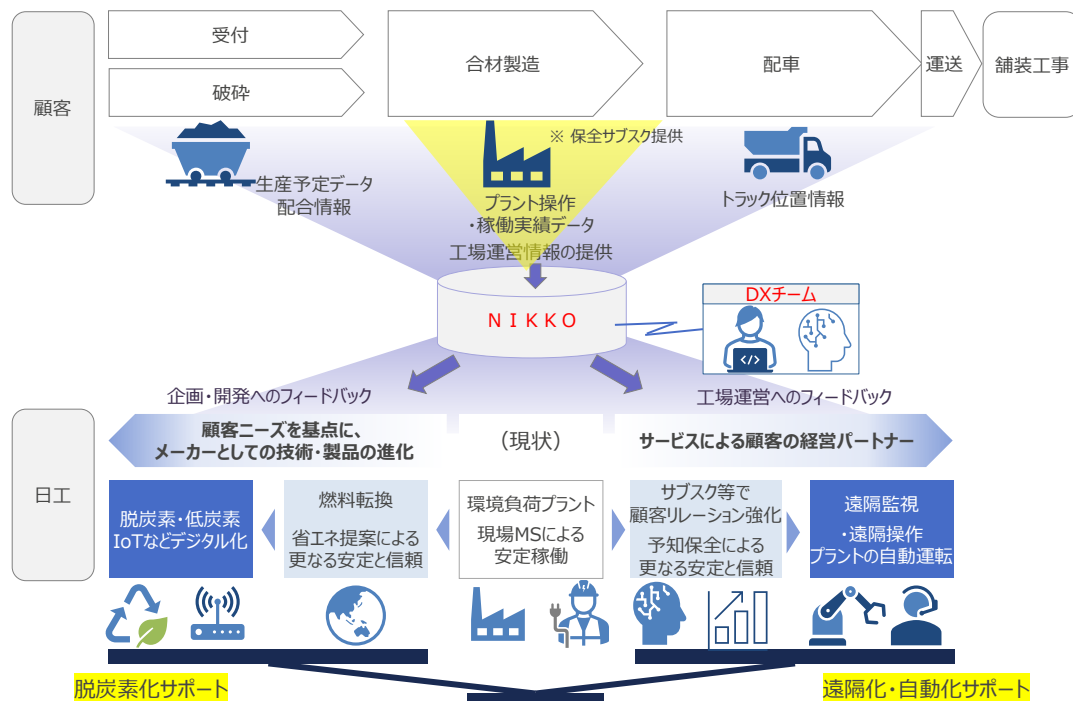 顧客
受付
破砕
合材製造
配車
運送
舗装工事
※ 保全サブスク提供
生産予定データ
配合情報
プラント操作
・稼働実績データ
工場運営情報の提供
トラック位置情報
NIKKO
DXチーム
企画・開発へのフィードバック
工場運営へのフィードバック
日工
顧客ニーズを基点に、
メーカーとしての技術・製品の進化
(現状)
サービスによる顧客の経営パートナー
脱炭素・低炭素
IoTなどデジタル化
燃料転換
省エネ提案による
更なる安定と信頼
環境負荷プラント
現場MSによる
安定稼働
サブスク等で
顧客リレーション強化
予知保全による
更なる安定と信頼
遠隔監視
・遠隔操作
プラントの自動運転
脱炭素化サポート
遠隔化・自動化サポート